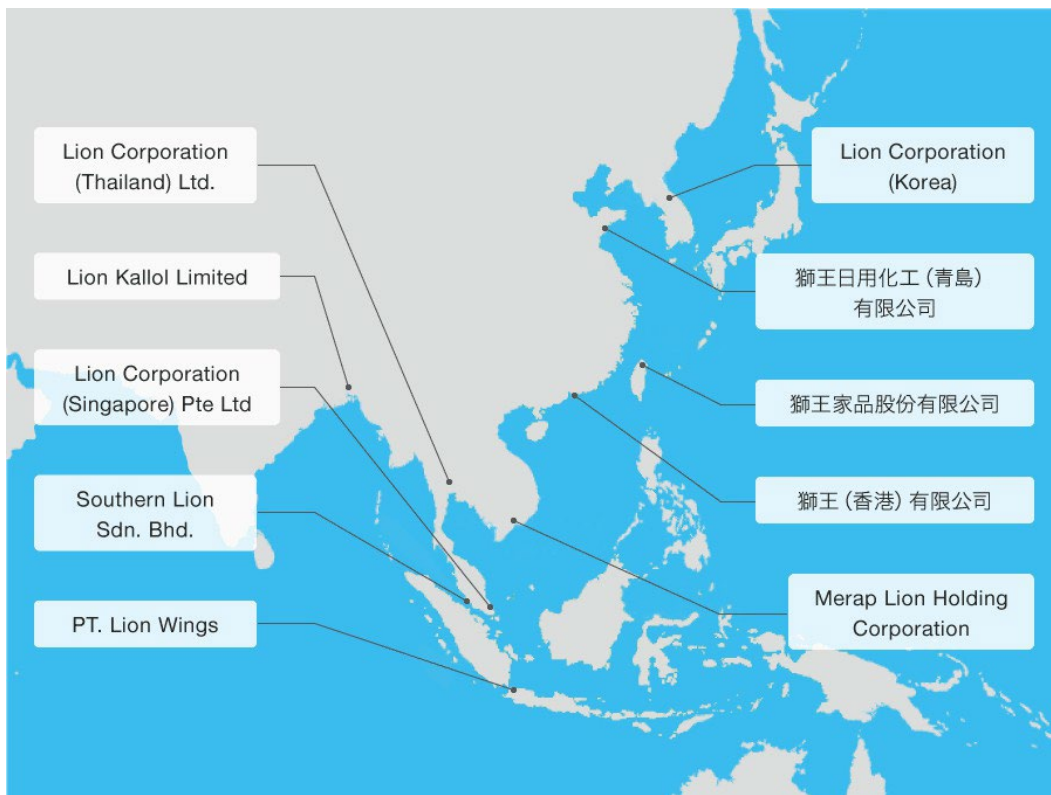 Lion Corporation
(Thailand) Ltd.
Lion Kallol Limited
Lion Corporation
(Singapore) Pte Ltd
Southern Lion
Sdn. Bhd.
PT. Lion Wings
Lion Corporation
(Korea)
獅王日用化工（青島）
有限公司
獅王家品股份有限公司
獅王（香港）有限公司
Merap Lion Holding
Corporation